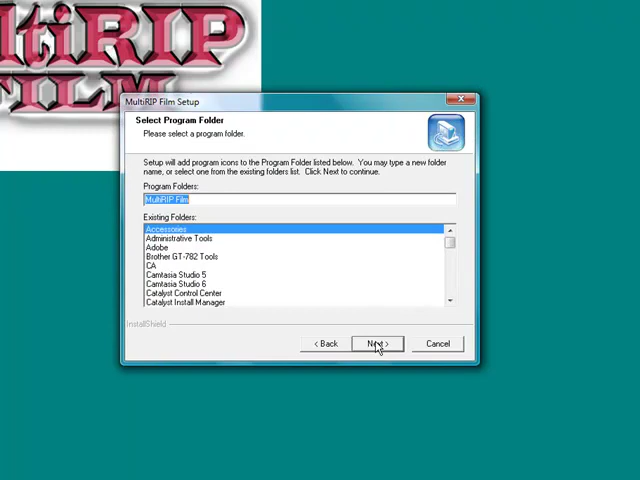 ltiRIP
FILM
MultiRIP Film Setup
Select Program Folder
Please select a program folder.
Setup will add program icons to the Program Folder listed below. You may type a new folder
name, or select one from the existing folders list. Click Next to continue.
Program Folders:
MultiRIP Film
Existing Folders:
Accessories
Administrative Tools
Adobe
Brother GT-782 Tools
CA
Camtasia Studio 5
Camtasia Studio 6
Catalyst Control Center
Catalyst Install Manager
InstallShield
< Back
Next >
Cancel